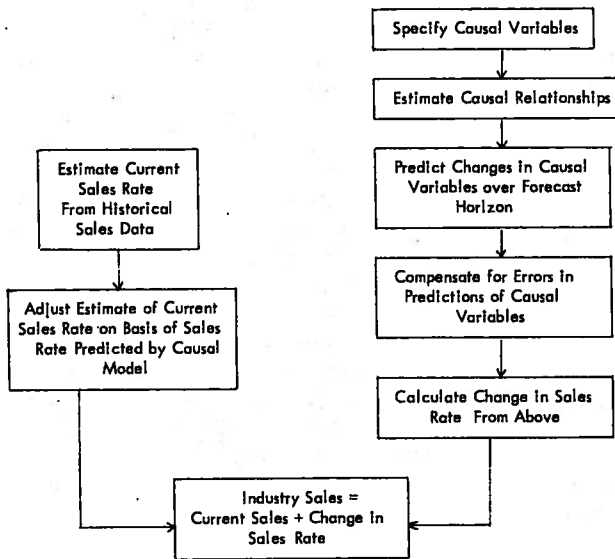 Specify Causal Variables
Estimate Causal Relationships
Predict Changes in Causal
Variables over Forecast
Horizon
Compensate for Errors in
Predictions of Causal
Variables
Calculate Change in Sales
Rate From Above
Estimate Current
Sales Rate
From Historical
Sales Data
Adjust Estimate of Current
Sales Rate on Basis of Sales
Rate Predicted by Causal
Model
Industry Sales =
Current Sales + Change in
Sales Rate